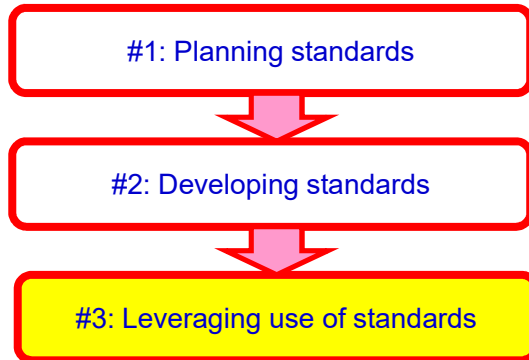 #1: Planning standards
#2: Developing standards
#3: Leveraging use of standards